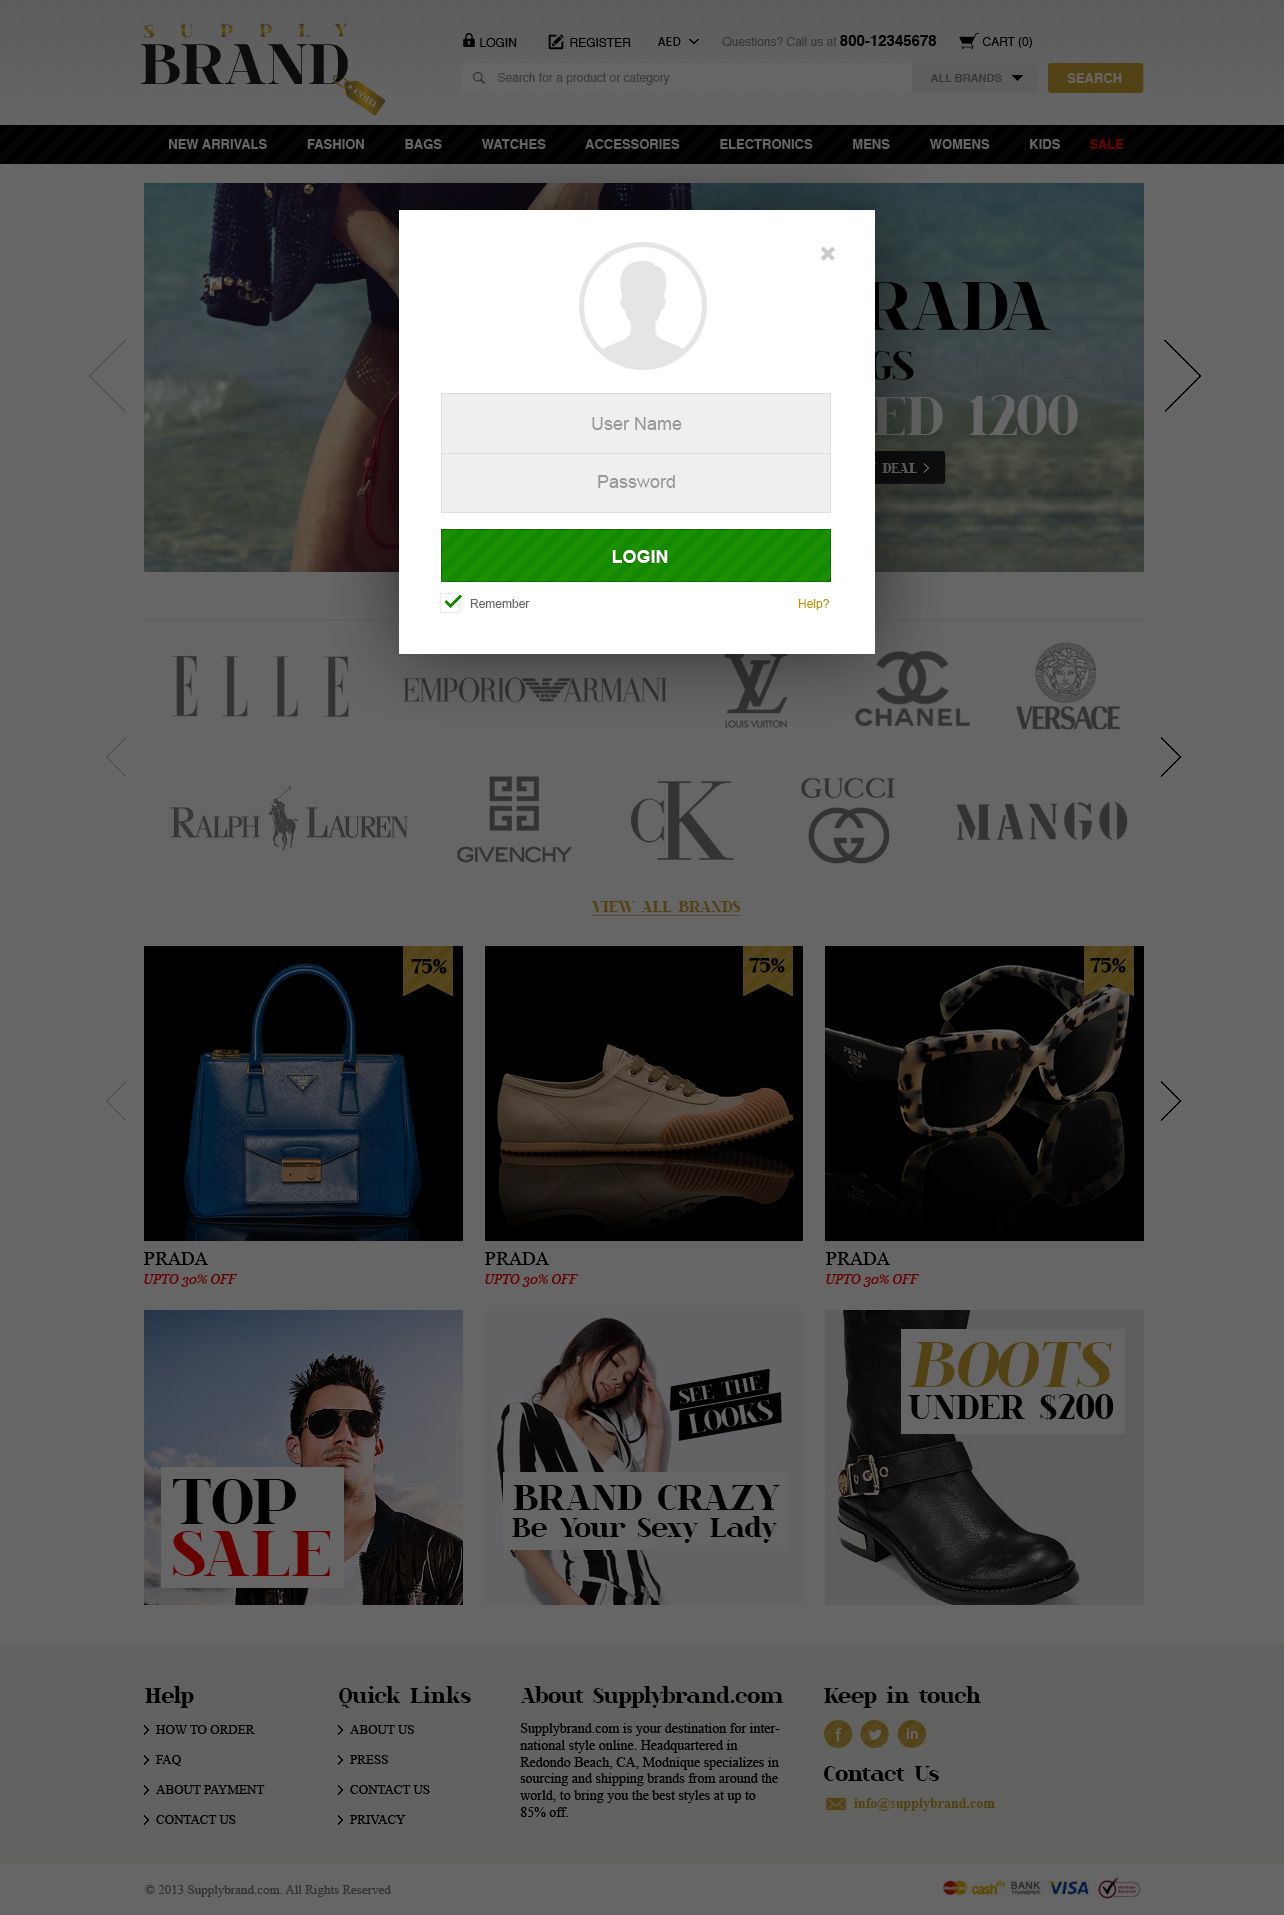 SUPPLY
BRAND
.com
LOGIN
REGISTER
AED
Questions? Call us at 800-12345678
CART (0)
Search for a product or category
ALL BRANDS
SEARCH
NEW ARRIVALS
FASHION
BAGS
WATCHES
ACCESSORIES
ELECTRONICS
MENS
WOMENS
KIDS
SALE
RADA
GS
ED 1200
DEAL
User Name
Password
LOGIN
Remember
Help?
ELLE
EMPORIO ARMANI
LV
LOUIS VUITTON
CHANEL
VERSACE
RALPH LAUREN
GIVENCHY
cK
GUCCI
MANGO
VIEW ALL BRANDS
75%
75%
75%
PRADA
PRADA
UPTO 30% OFF
PRADA
UPTO 30% OFF
PRADA
UPTO 30% OFF
TOP
SALE
SEE THE
LOOKS
BRAND CRAZY
Be Your Sexy Lady
BOOTS
UNDER $200
Help
HOW TO ORDER
FAQ
ABOUT PAYMENT
CONTACT US
Quick Links
ABOUT US
PRESS
CONTACT US
PRIVACY
About Supplybrand.com
Supplybrand.com is your destination for inter-
national style online. Headquartered in
Redondo Beach, CA, Modnique specializes in
sourcing and shipping brands from around the
world, to bring you the best styles at up to
85% off.
Keep in touch
f
in
Contact Us
info@supplybrand.com
© 2013 Supplybrand.com. All Rights Reserved
cash
BANK
TRANSFER
VISA